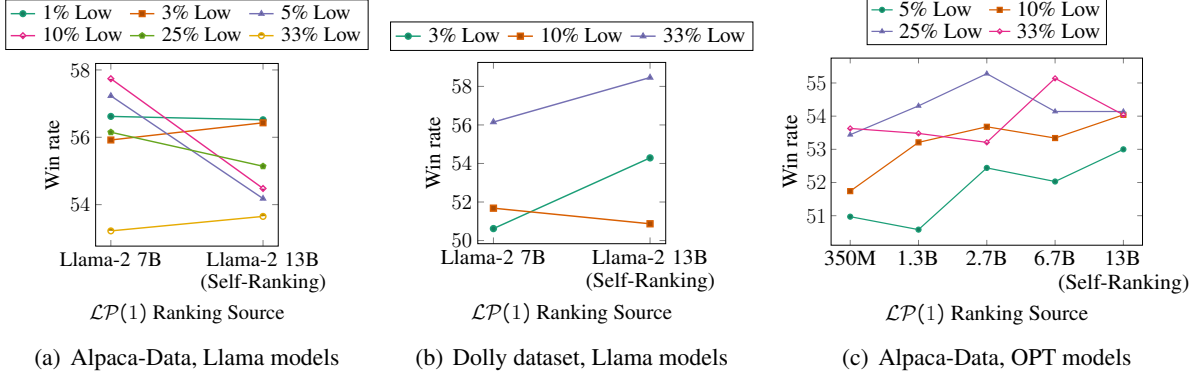 1% Low 3% Low 5% Low
10% Low 25% Low 33% Low
58
56
54
Win rate
Llama-2 7B Llama-2 13B
(Self-Ranking)
LP(1) Ranking Source
(a) Alpaca-Data, Llama models
3% Low 10% Low 33% Low
58
56
54
52
50
Win rate
Llama-2 7B Llama-2 13B
(Self-Ranking)
LP(1) Ranking Source
(b) Dolly dataset, Llama models
5% Low 10% Low
25% Low 33% Low
55
54
53
52
51
Win rate
350M 1.3B 2.7B 6.7B 13B
(Self-Ranking)
LP(1) Ranking Source
(c) Alpaca-Data, OPT models